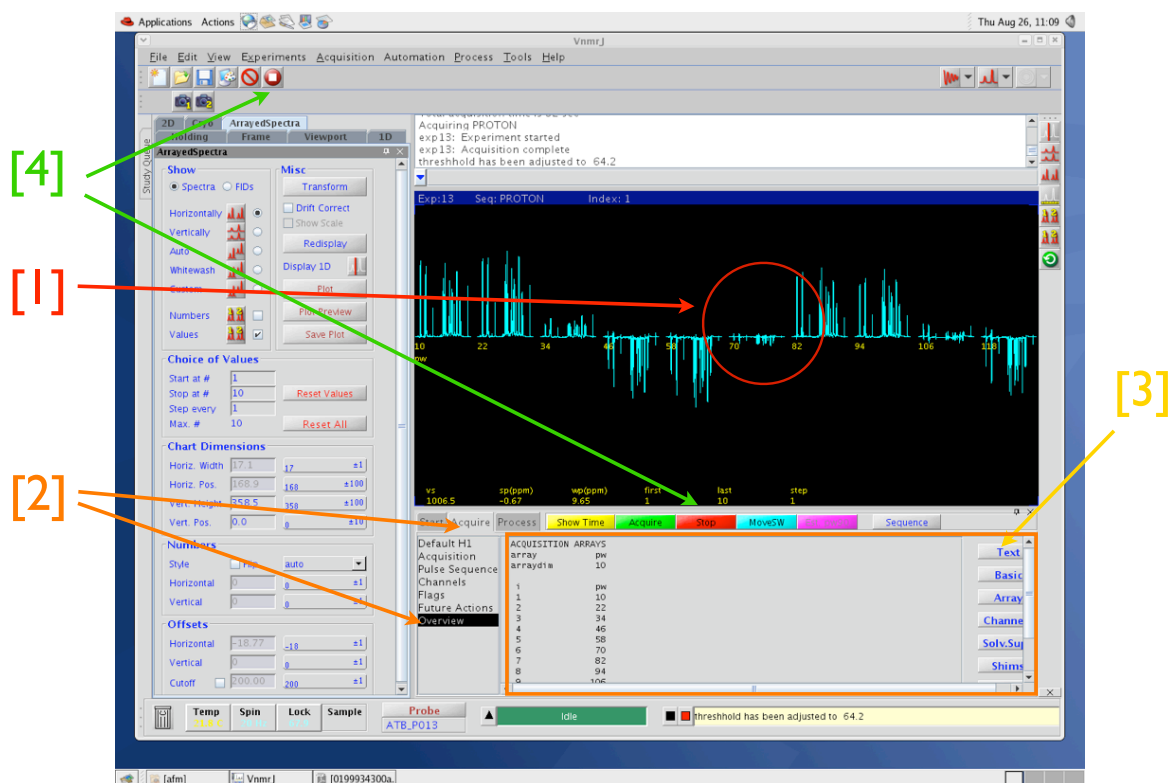 Applications Actions
Thu Aug 26, 11:09
VnmrJ
File Edit View Experiments Acquisition Automation Process Tools Help
[4]
[1]
[2]
[3]
Study Queue
2D Cryo ArrayedSpectra
Holding Frame Viewport 1D
ArrayedSpectra
Show
Spectra FIDs
Horizontally
Vertically
Auto
Whitewash
Custom
Numbers
Values
Misc
Transform
Drift Correct
Show Scale
Redisplay
Display 1D
Plot
Plot Preview
Save Plot
Choice of Values
Start at # 1
Stop at # 10 Reset Values
Step every 1
Max. # 10 Reset All
Chart Dimensions
Horiz. Width 17.1 17 ±1
Horiz. Pos. 168.9 168 ±100
Vert. Height 358.5 358 ±100
Vert. Pos. 0.0 0 ±10
Numbers
Style Flip auto
Horizontal 0 0 ±1
Vertical 0 0 ±1
Offsets
Horizontal -18.77 -18 ±1
Vertical 0 0 ±1
Cutoff 200.00 200 ±1
Total acquisition time is 32 sec
Acquiring PROTON
exp13: Experiment started
exp13: Acquisition complete
threshhold has been adjusted to 64.2
Exp:13 Seq: PROTON Index: 1
10 22 34 46 58 70 82 94 106 118
pw
vs sp(ppm) wp(ppm) first last step
1006.5 -0.67 9.65 1 10 1
Start Acquire Process Show Time Acquire Stop MoveSW Sequence
Default H1
Acquisition
Pulse Sequence
Channels
Flags
Future Actions
Overview
ACQUISITION ARRAYS
array pw
arraydim 10
i pw
1 10
2 22
3 34
4 46
5 58
6 70
7 82
8 94
9 106
Text
Basic
Array
Channe
Solv.Sup
Shims
Temp Spin Lock Sample
Probe
ATB_P013
Idle
threshhold has been adjusted to 64.2
[afm] VnmrJ [0199934300a.